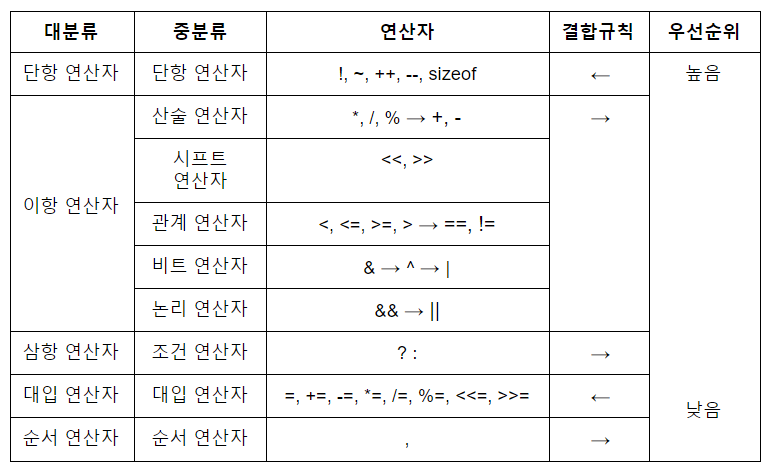 대분류 중분류 연산자 결합규칙 우선순위
단항 연산자 단항 연산자 !, ~, ++, --, sizeof ← 높음
이항 연산자 산술 연산자 *, /, % → +, - →
시프트
연산자 <<, >>
관계 연산자 <, <=, >=, > → ==, !=
비트 연산자 & → ^ → |
논리 연산자 && → ||
삼항 연산자 조건 연산자 ? : →
대입 연산자 대입 연산자 =, +=, -=, *=, /=, %=, <<=, >>= ← 낮음
순서 연산자 순서 연산자 , →